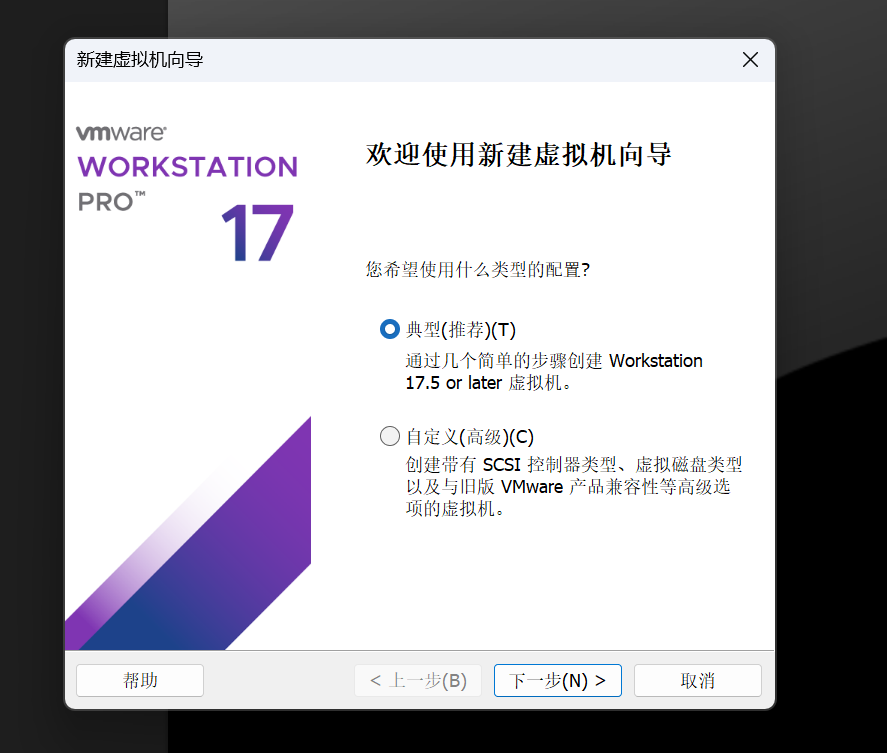 新建虚拟机向导
vmware®
WORKSTATION
PRO™
17
欢迎使用新建虚拟机向导
您希望使用什么类型的配置?
典型(推荐)(T)
通过几个简单的步骤创建 Workstation
17.5 or later 虚拟机。
自定义(高级)(C)
创建带有 SCSI 控制器类型、虚拟磁盘类型
以及与旧版 VMware 产品兼容性等高级选
项的虚拟机。
帮助
< 上一步(B)
下一步(N) >
取消